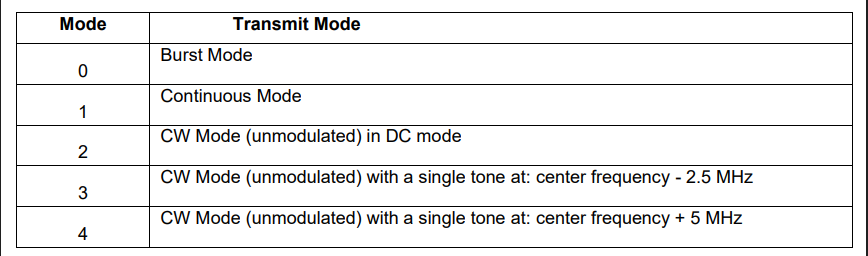 Mode Transmit Mode
0 Burst Mode
1 Continuous Mode
2 CW Mode (unmodulated) in DC mode
3 CW Mode (unmodulated) with a single tone at: center frequency - 2.5 MHz
4 CW Mode (unmodulated) with a single tone at: center frequency + 5 MHz